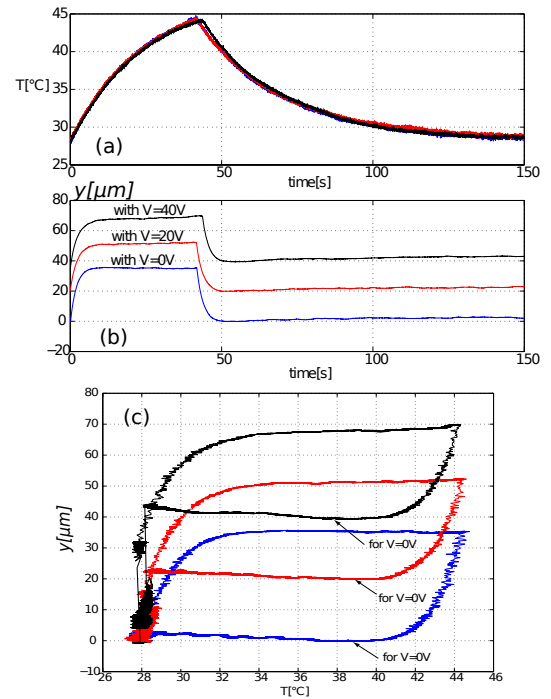 45
40
T[°C]
35
30
25
(a)
0
50
100
150
time[s]
y[µm]
80
60
40
20
0
−20
with V=40V
with V=20V
with V=0V
(b)
0
50
100
150
time[s]
80
70
60
50
y[µm]
40
30
20
10
0
−10
(c)
for V=0V
for V=0V
for V=0V
26 28 30 32 34 36 38 40 42 44 46
T[°C]